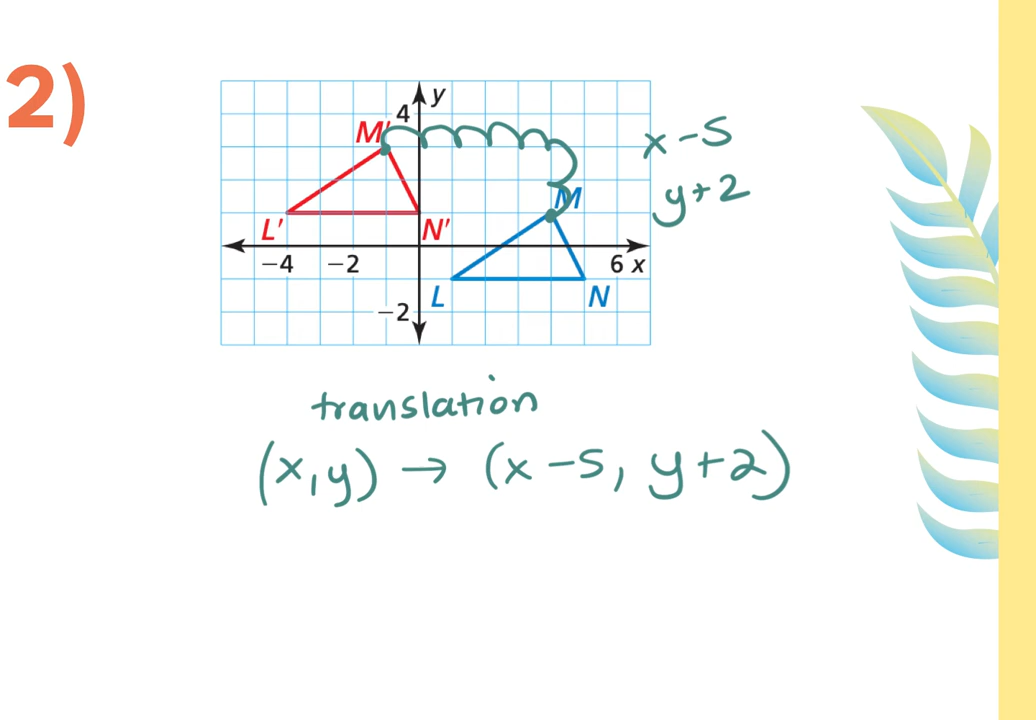 2)
y
4
M'
x - 5
M
y + 2
L'
N'
-4
-2
6 x
L
N
-2
translation
(x, y) → (x - 5, y + 2)